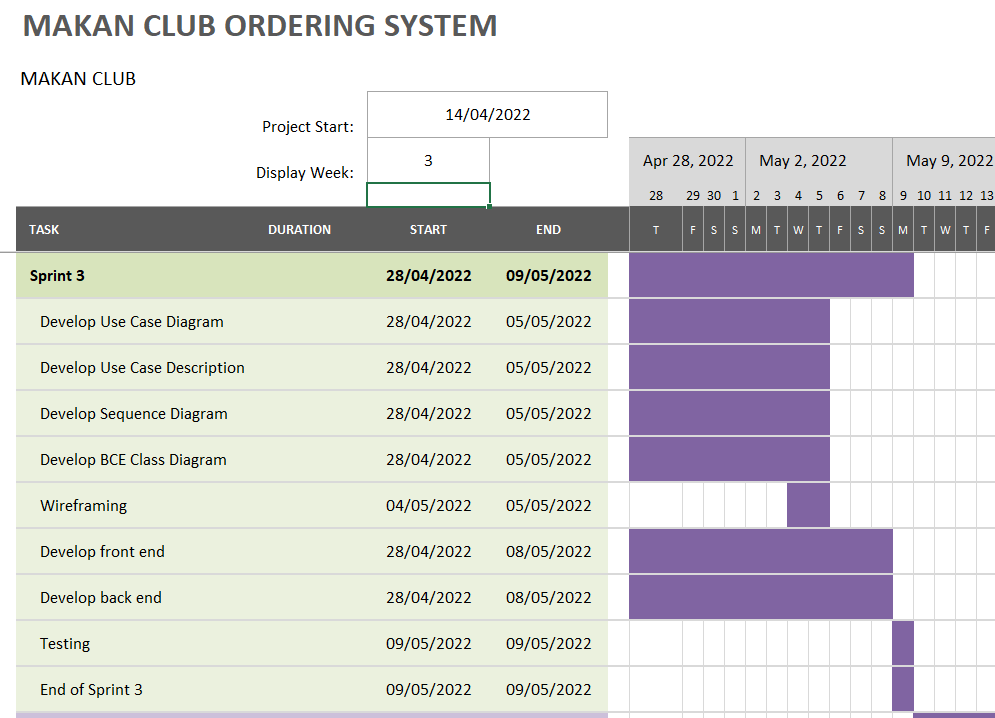 MAKAN CLUB ORDERING SYSTEM
MAKAN CLUB
Project Start: 14/04/2022
Display Week: 3
Apr 28, 2022 May 2, 2022 May 9, 2022
28 29 30 1 2 3 4 5 6 7 8 9 10 11 12 13
TASK DURATION START END T F S S M T W T F S S M T W T F
Sprint 3 28/04/2022 09/05/2022
Develop Use Case Diagram 28/04/2022 05/05/2022
Develop Use Case Description 28/04/2022 05/05/2022
Develop Sequence Diagram 28/04/2022 05/05/2022
Develop BCE Class Diagram 28/04/2022 05/05/2022
Wireframing 04/05/2022 05/05/2022
Develop front end 28/04/2022 08/05/2022
Develop back end 28/04/2022 08/05/2022
Testing 09/05/2022 09/05/2022
End of Sprint 3 09/05/2022 09/05/2022